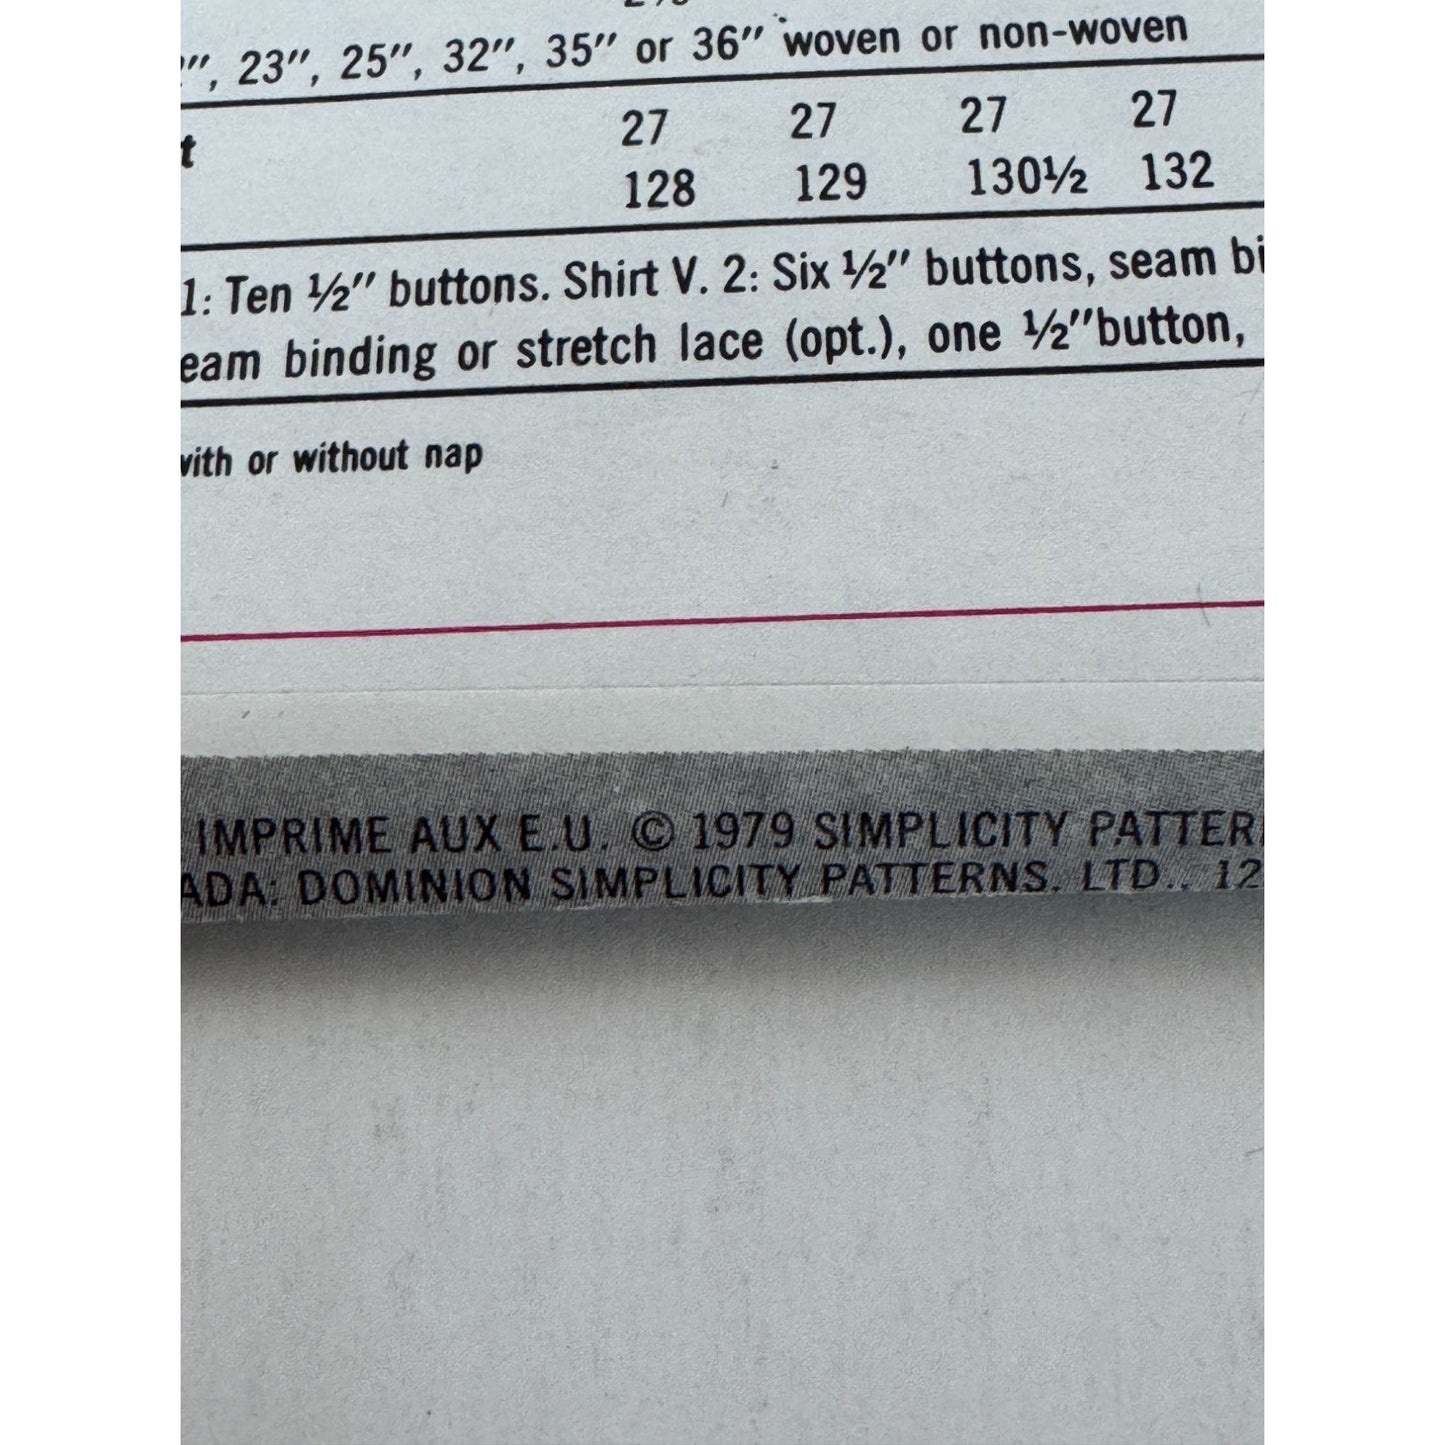 23", 25", 32", 35" or 36" woven or non-woven
27 27 27 27
128 129 130½ 132
1: Ten ½" buttons. Shirt V. 2: Six ½" buttons, seam bi
eam binding or stretch lace (opt.), one ½"button,
with or without nap
IMPRIME AUX E.U. © 1979 SIMPLICITY PATTER
ADA: DOMINION SIMPLICITY PATTERNS. LTD., 12